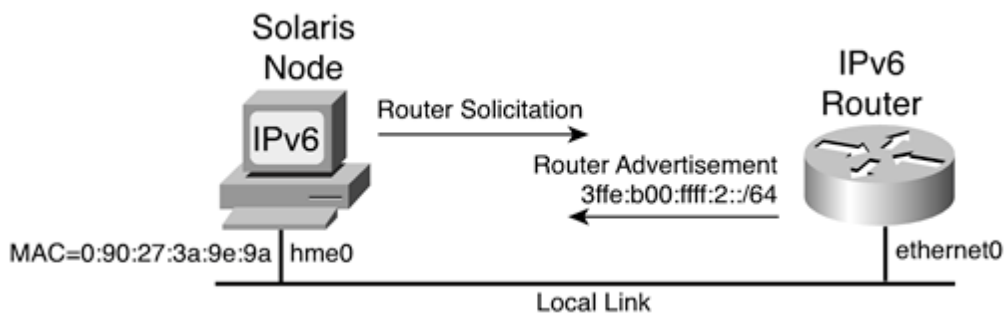 Solaris
Node
IPv6
IPv6
Router
Router Solicitation
Router Advertisement
3ffe:b00:ffff:2::/64
MAC=0:90:27:3a:9e:9a
hme0
ethernet0
Local Link